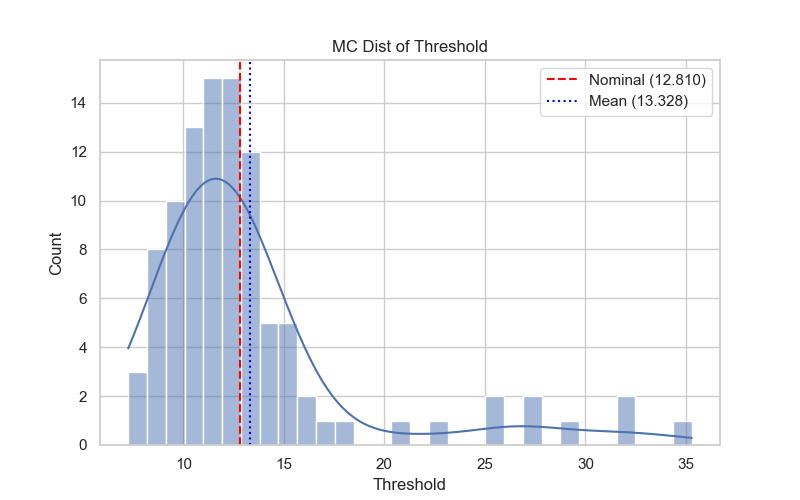 MC Dist of Threshold
Nominal (12.810)
Mean (13.328)
14
12
10
8
6
4
2
0
Count
10 15 20 25 30 35
Threshold